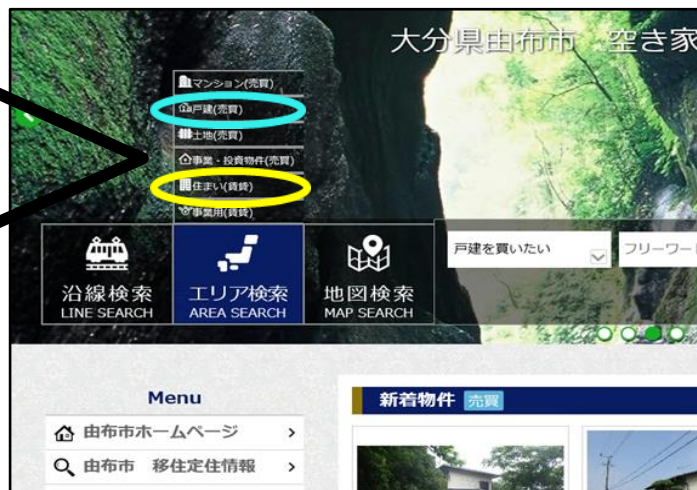 大分県由布市 空き家
マンション(売買)
戸建(売買)
土地(売買)
事業・投資物件(売買)
住まい(賃貸)
事業用(賃貸)
沿線検索
LINE SEARCH
エリア検索
AREA SEARCH
地図検索
MAP SEARCH
戸建を買いたい
フリーワー
Menu
由布市ホームページ
由布市 移住定住情報
新着物件 売買